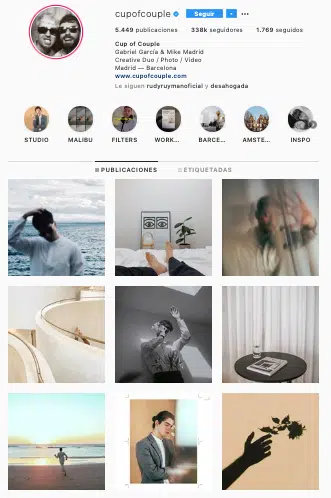 cupofcouple Seguir
5.449 publicaciones 338k seguidores 1.769 seguidos
Cup of Couple
Gabriel García & Mike Madrid
Creative Duo / Photo / Video
Madrid — Barcelona
www.cupofcouple.com
Le siguen rudyruymanoficial y desahogada
STUDIO MALIBU FILTERS WORK... BARCE... AMSTE... INSPO
PUBLICACIONES ETIQUETADAS